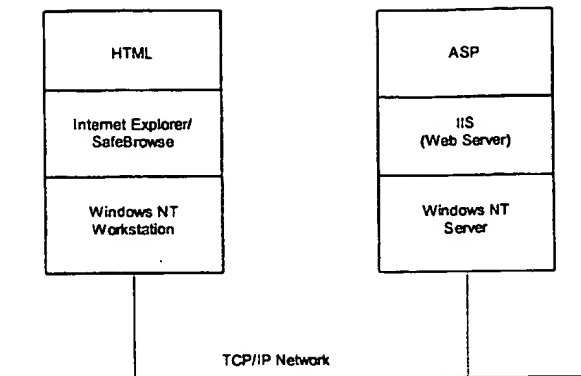 HTML
Internet Explorer/
SafeBrowse
Windows NT
Workstation
ASP
IIS
(Web Server)
Windows NT
Server
TCP/IP Network